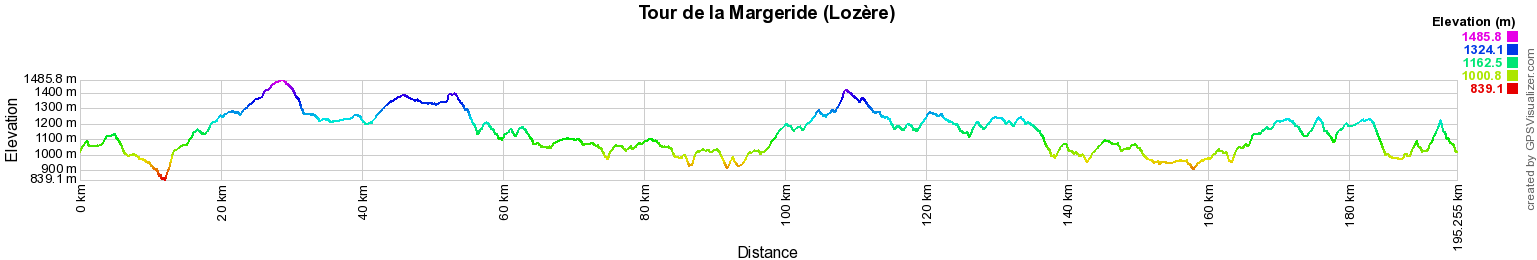 Tour de la Margeride (Lozère)
Elevation (m)
1485.8
1324.1
1162.5
1000.8
839.1
Elevation
1485.8 m
1400 m
1300 m
1200 m
1100 m
1000 m
900 m
839.1 m
0 km
20 km
40 km
60 km
80 km
100 km
120 km
140 km
160 km
180 km
195.255 km
Distance
created by GPSVisualizer.com